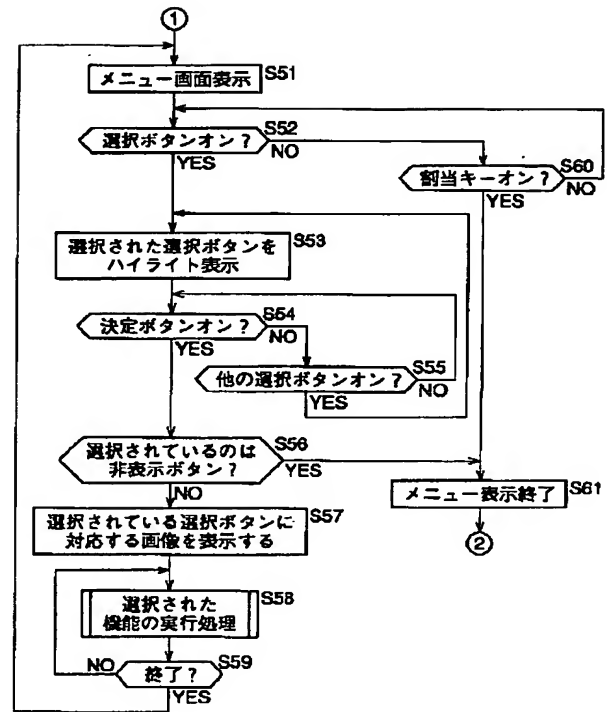 ①
メニュー画面表示 S51
選択ボタンオン？ S52
YES
NO
割当キーオン？ S60
NO
YES
選択された選択ボタンを
ハイライト表示
S53
決定ボタンオン？ S54
NO
YES
他の選択ボタンオン？ S55
NO
YES
選択されているのは
非表示ボタン？
S56
YES
NO
メニュー表示終了 S61
②
選択されている選択ボタンに
対応する画像を表示する
S57
選択された
機能の実行処理
S58
NO
終了？ S59
YES